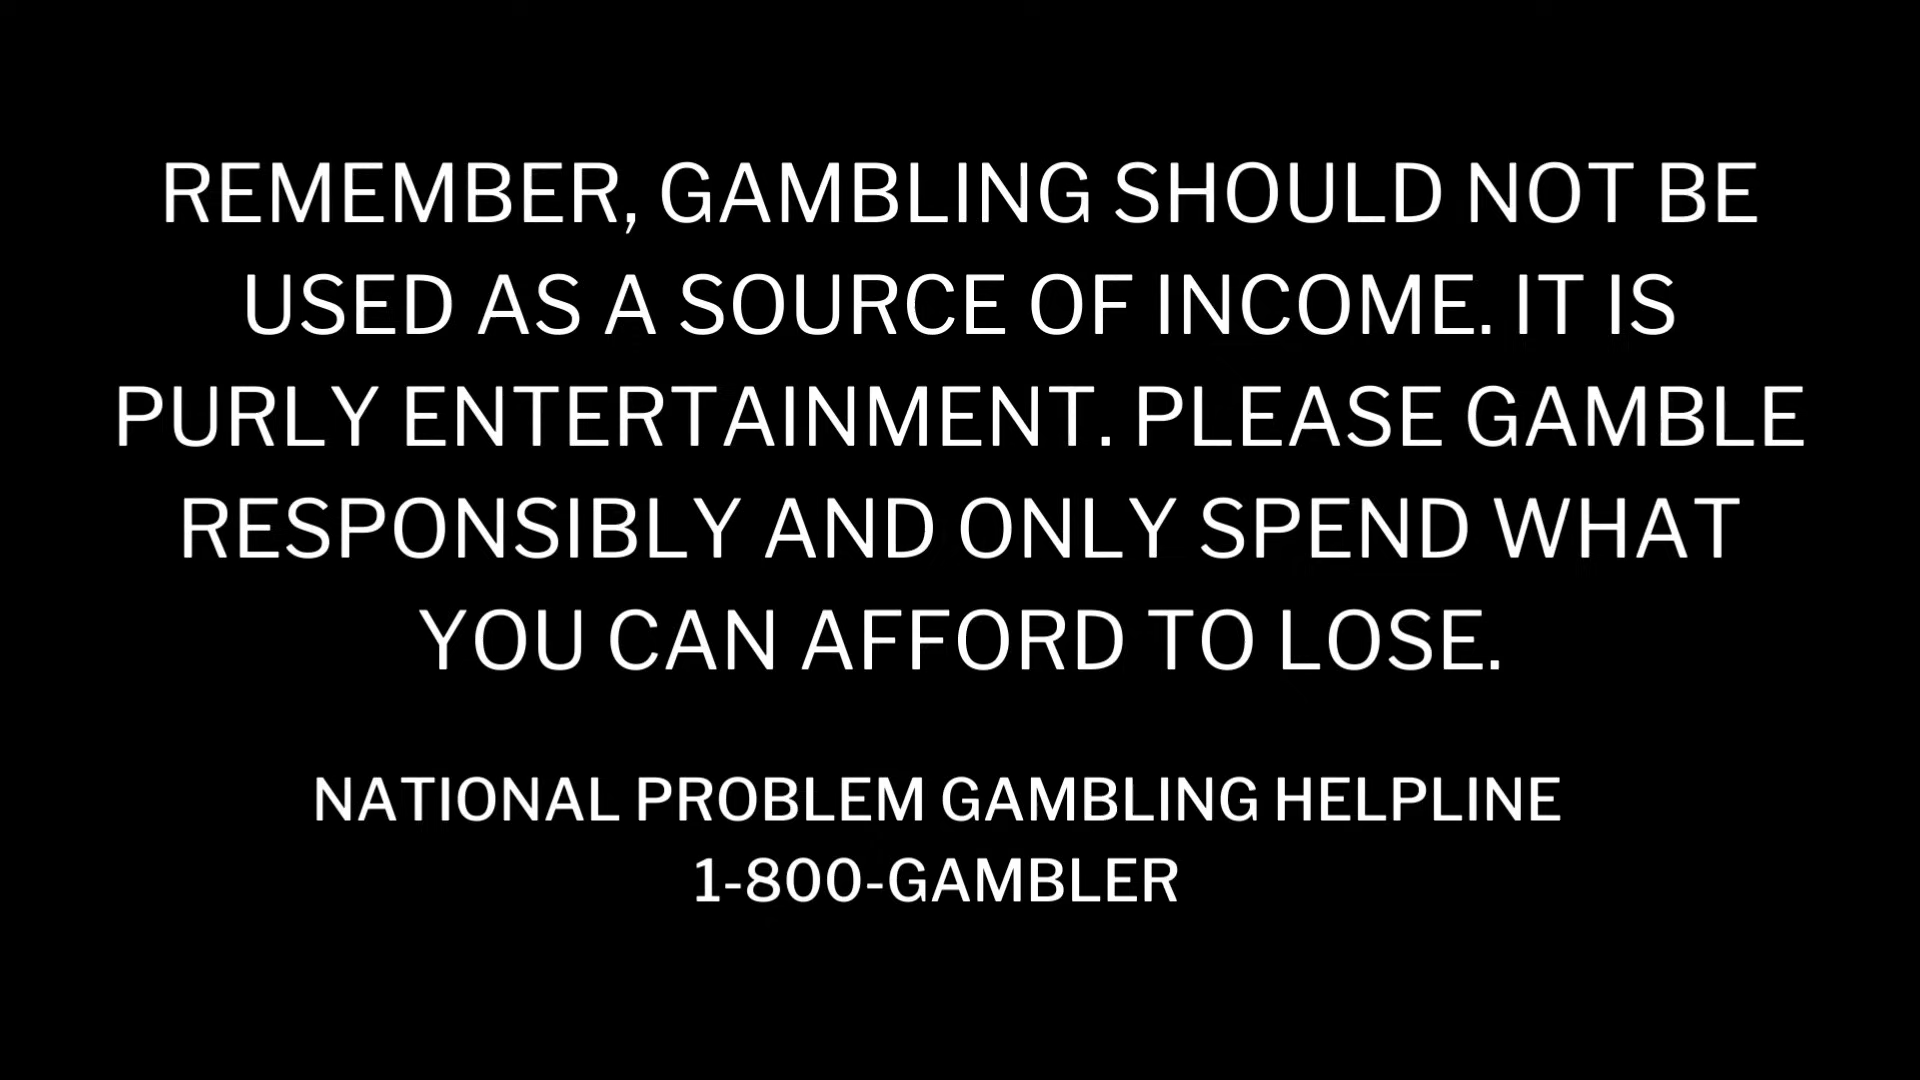 REMEMBER, GAMBLING SHOULD NOT BE
USED AS A SOURCE OF INCOME. IT IS
PURLY ENTERTAINMENT. PLEASE GAMBLE
RESPONSIBLY AND ONLY SPEND WHAT
YOU CAN AFFORD TO LOSE.
NATIONAL PROBLEM GAMBLING HELPLINE
1-800-GAMBLER